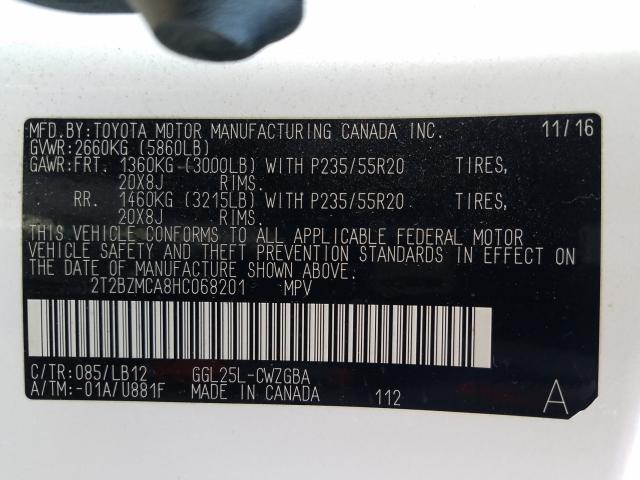 MFD.BY:TOYOTA MOTOR MANUFACTURING CANADA INC. 11/16
GVWR:2660KG (5860LB)
GAWR:FRT. 1360KG (3000LB) WITH P235/55R20 TIRES,
20X8J RIMS.
RR. 1460KG (3215LB) WITH P235/55R20 TIRES,
20X8J RIMS.
THIS VEHICLE CONFORMS TO ALL APPLICABLE FEDERAL MOTOR
VEHICLE SAFETY AND THEFT PREVENTION STANDARDS IN EFFECT ON
THE DATE OF MANUFACTURE SHOWN ABOVE.
2T2BZMCA8HC068201 MPV
C/TR:085/LB12 GGL25L-CWZGBA
A/TM:-01A/U881F MADE IN CANADA 112 A